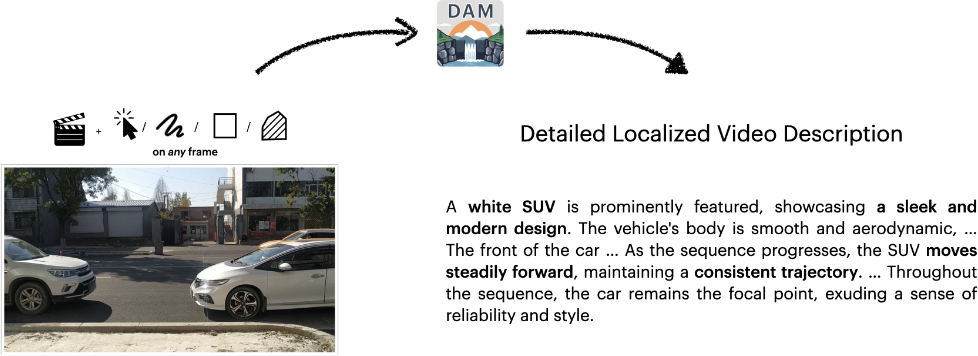 DAM
+ / / /
on any frame
Detailed Localized Video Description
A white SUV is prominently featured, showcasing a sleek and
modern design. The vehicle's body is smooth and aerodynamic, ...
The front of the car ... As the sequence progresses, the SUV moves
steadily forward, maintaining a consistent trajectory. ... Throughout
the sequence, the car remains the focal point, exuding a sense of
reliability and style.